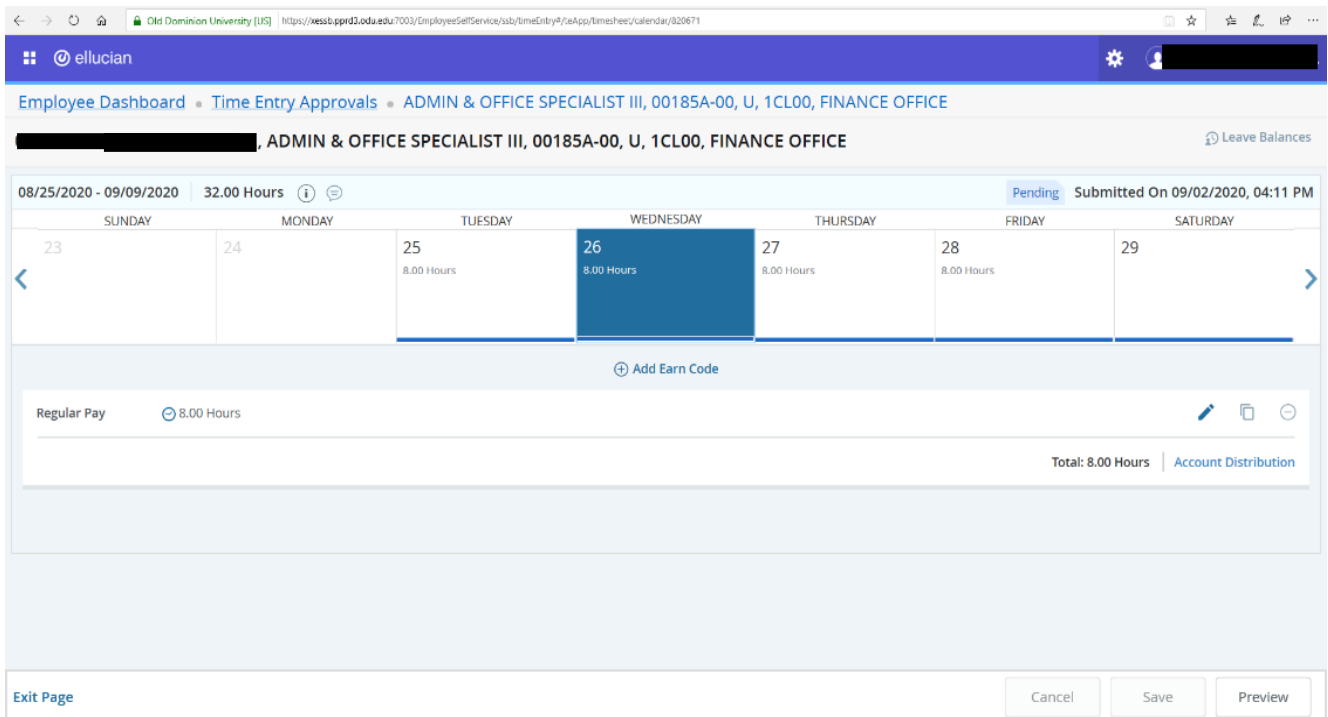 Old Dominion University [US] https://xessb.pprd3.odu.edu:7003/EmployeeSelfService/ssb/timeEntry#/teApp/timesheet/calendar/820671
ellucian
Employee Dashboard • Time Entry Approvals • ADMIN & OFFICE SPECIALIST III, 00185A-00, U, 1CL00, FINANCE OFFICE
, ADMIN & OFFICE SPECIALIST III, 00185A-00, U, 1CL00, FINANCE OFFICE Leave Balances
08/25/2020 - 09/09/2020 32.00 Hours Pending Submitted On 09/02/2020, 04:11 PM
SUNDAY MONDAY TUESDAY WEDNESDAY THURSDAY FRIDAY SATURDAY
23 24 25 26 27 28 29
8.00 Hours 8.00 Hours 8.00 Hours 8.00 Hours
Add Earn Code
Regular Pay 8.00 Hours
Total: 8.00 Hours Account Distribution
Exit Page Cancel Save Preview